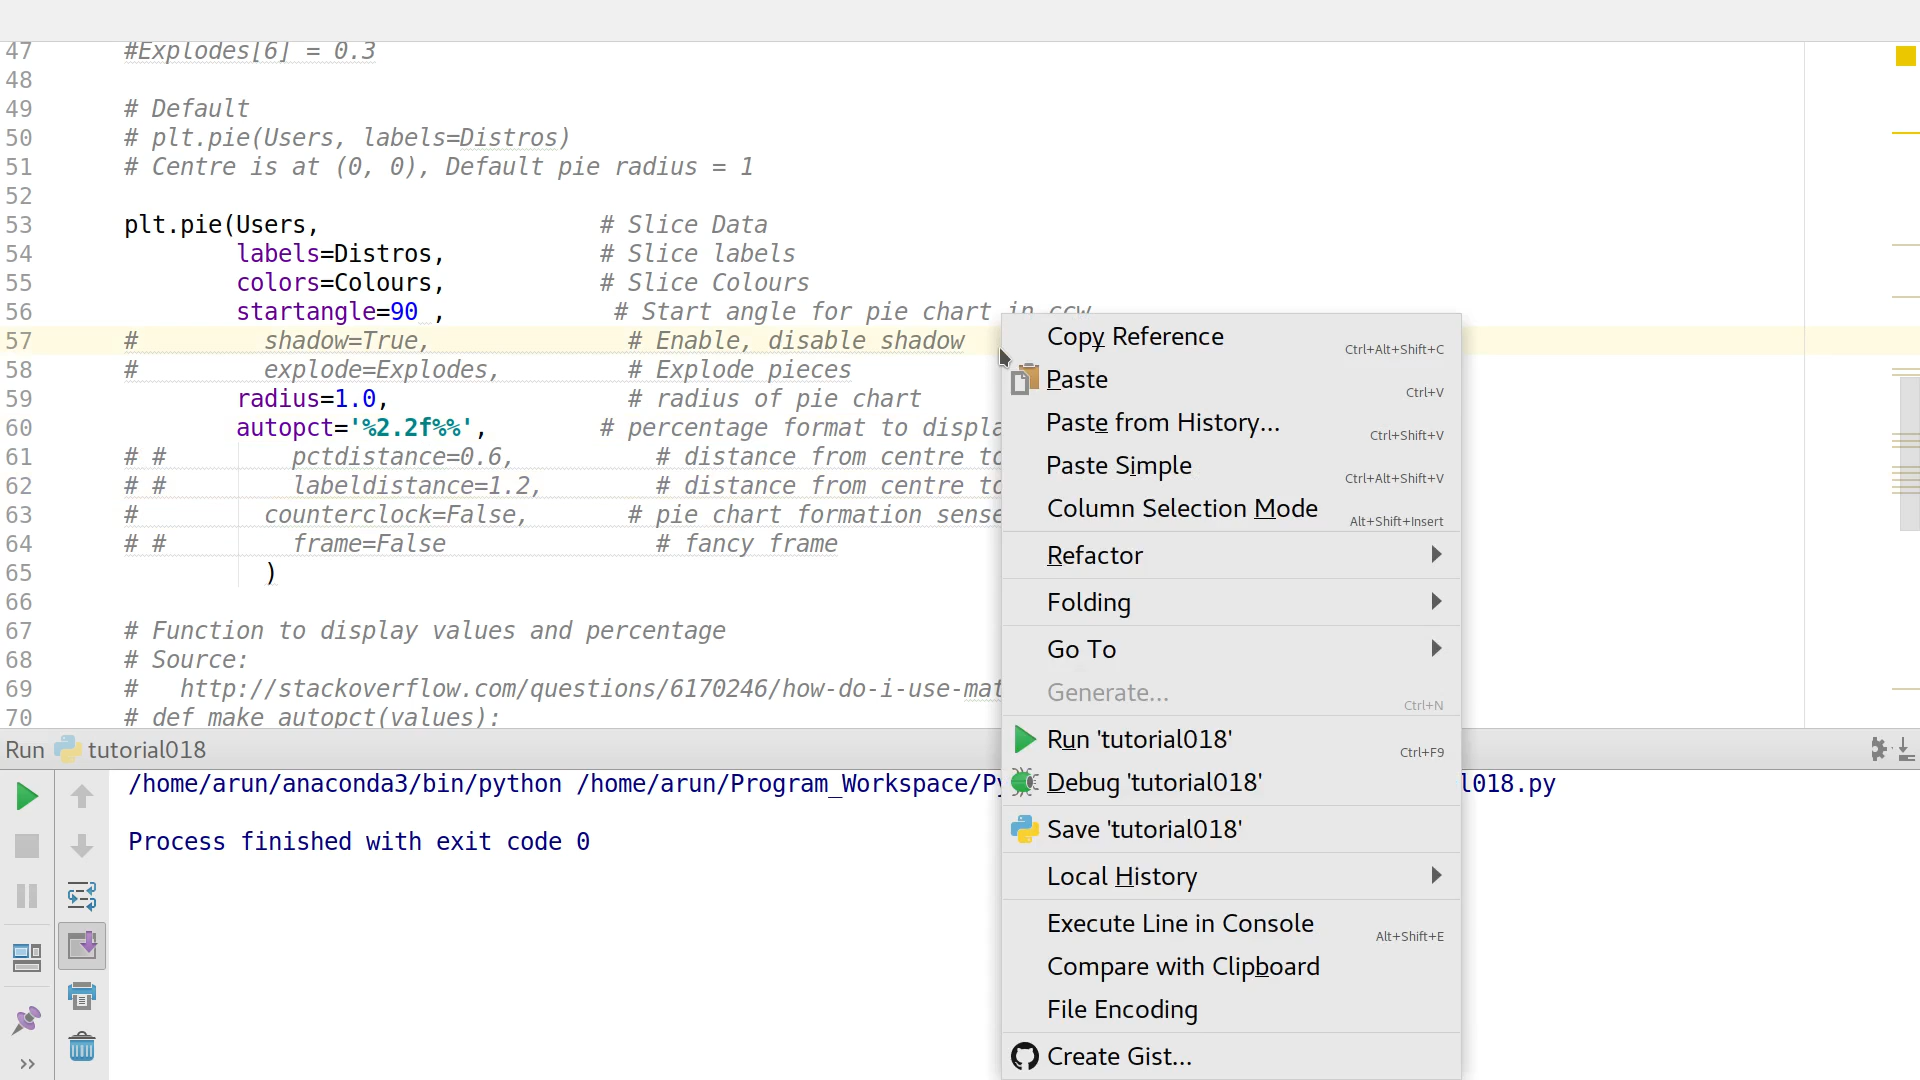 47 #Explodes[6] = 0.3
48
49 # Default
50 # plt.pie(Users, labels=Distros)
51 # Centre is at (0, 0), Default pie radius = 1
52
53 plt.pie(Users, # Slice Data
54 labels=Distros, # Slice labels
55 colors=Colours, # Slice Colours
56 startangle=90 , # Start angle for pie chart in ccw
57 # shadow=True, # Enable, disable shadow
58 # explode=Explodes, # Explode pieces
59 radius=1.0, # radius of pie chart
60 autopct='%2.2f%%', # percentage format to displa
61 # # pctdistance=0.6, # distance from centre to
62 # # labeldistance=1.2, # distance from centre to
63 # counterclock=False, # pie chart formation sense
64 # # frame=False # fancy frame
65 )
66
67 # Function to display values and percentage
68 # Source:
69 # http://stackoverflow.com/questions/6170246/how-do-i-use-mat
70 # def make_autopct(values):
Copy Reference Ctrl+Alt+Shift+C
Paste Ctrl+V
Paste from History... Ctrl+Shift+V
Paste Simple Ctrl+Alt+Shift+V
Column Selection Mode Alt+Shift+Insert
Refactor
Folding
Go To
Generate... Ctrl+N
Run 'tutorial018' Ctrl+F9
Debug 'tutorial018'
Save 'tutorial018'
Local History
Execute Line in Console Alt+Shift+E
Compare with Clipboard
File Encoding
Create Gist...
Run tutorial018
/home/arun/anaconda3/bin/python /home/arun/Program_Workspace/Py l018.py
Process finished with exit code 0